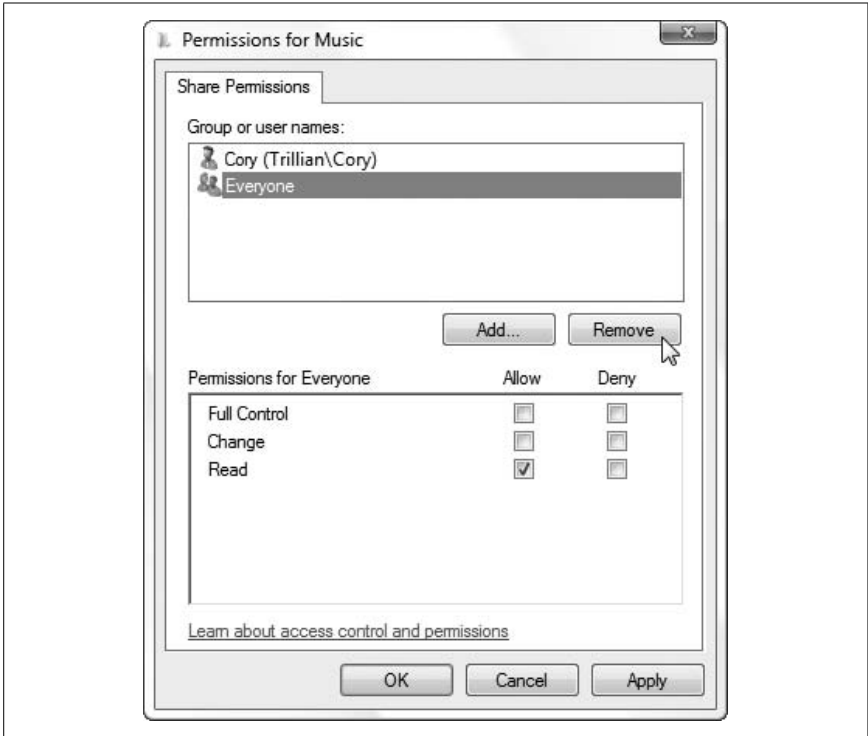 Permissions for Music
Share Permissions
Group or user names:
Cory (Trillian\Cory)
Everyone
Add... Remove
Permissions for Everyone Allow Deny
Full Control
Change
Read
Learn about access control and permissions
OK Cancel Apply